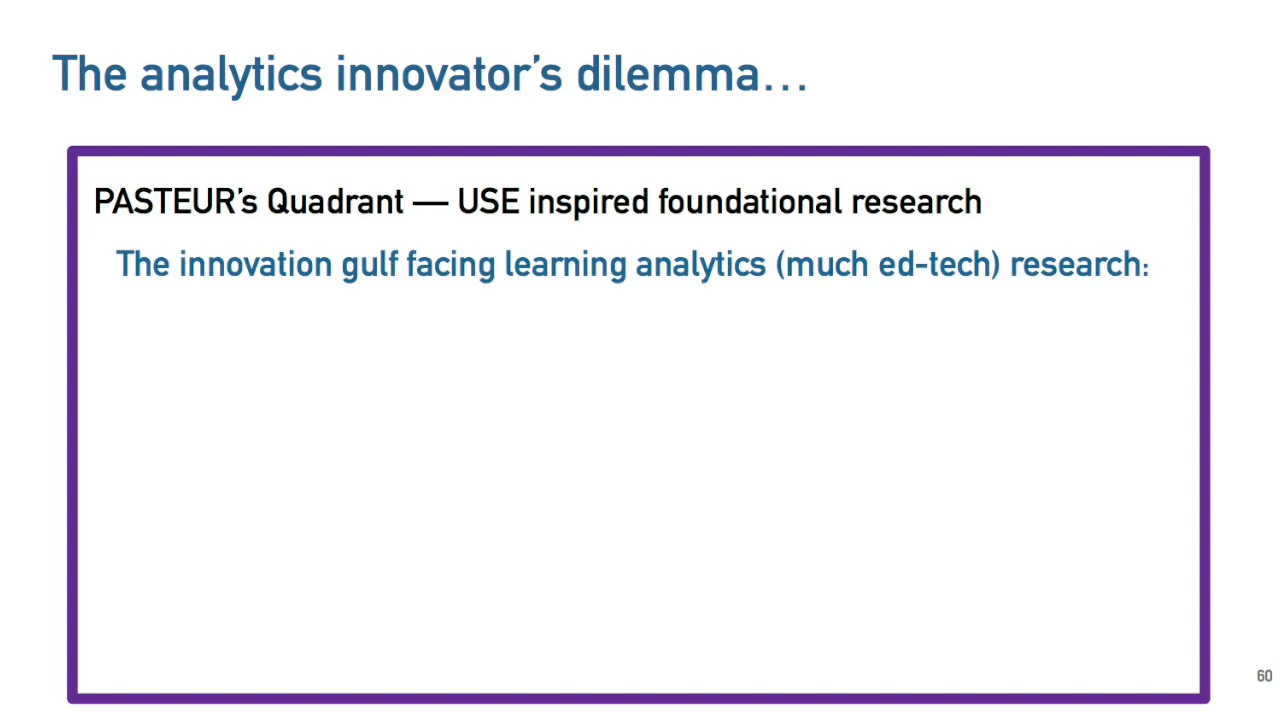 The analytics innovator’s dilemma…
PASTEUR’s Quadrant — USE inspired foundational research
The innovation gulf facing learning analytics (much ed-tech) research:
60